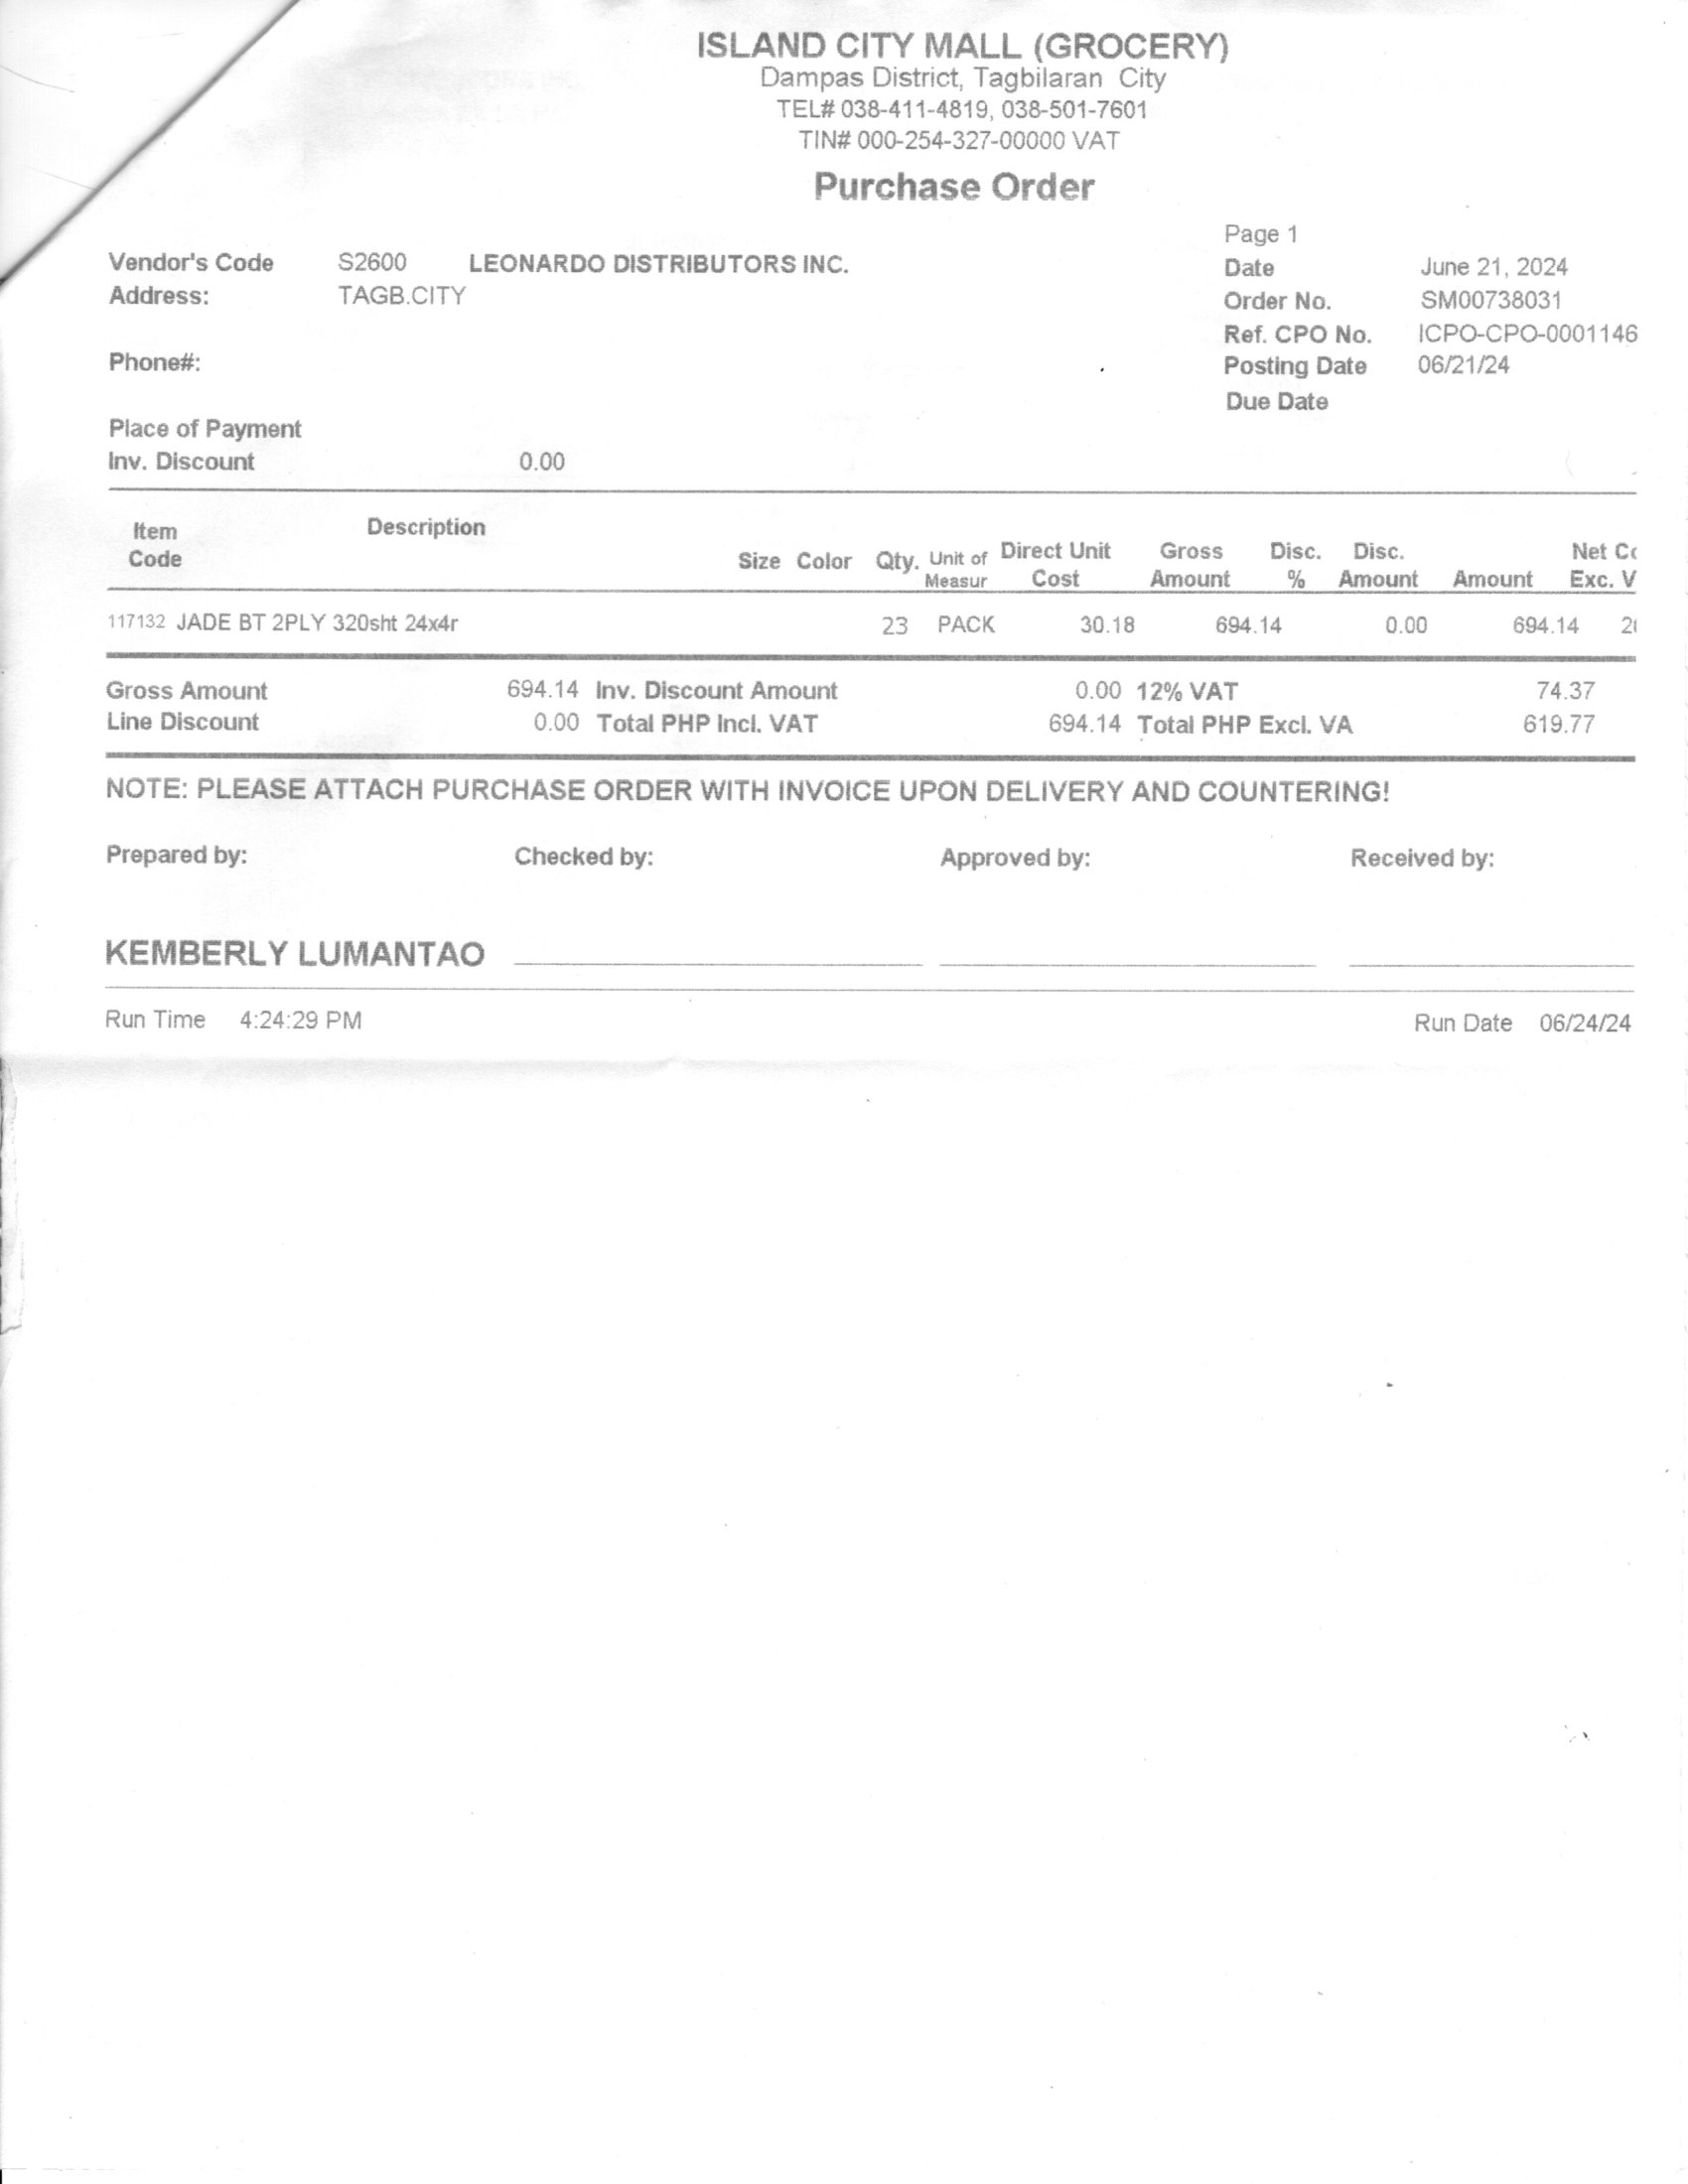 ISLAND CITY MALL (GROCERY)
Dampas District, Tagbilaran City
TEL# 038-411-4819, 038-501-7601
TIN# 000-254-327-00000 VAT
Purchase Order
Page 1
Vendor's Code S2600 LEONARDO DISTRIBUTORS INC. Date June 21, 2024
Address: TAGB.CITY Order No. SM00738031
Ref. CPO No. ICPO-CPO-0001146
Phone#: Posting Date 06/21/24
Due Date
Place of Payment
Inv. Discount 0.00
Item Description
Code Size Color Qty. Unit of Direct Unit Gross Disc. Disc. Net
Measur Cost Amount % Amount Amount Exc. V
117132 JADE BT 2PLY 320sht 24x4r 23 PACK 30.18 694.14 0.00 694.14
Gross Amount 694.14 Inv. Discount Amount 0.00 12% VAT 74.37
Line Discount 0.00 Total PHP Incl. VAT 694.14 Total PHP Excl. VA 619.77
NOTE: PLEASE ATTACH PURCHASE ORDER WITH INVOICE UPON DELIVERY AND COUNTERING!
Prepared by: Checked by: Approved by: Received by:
KEMBERLY LUMANTAO
Run Time 4:24:29 PM Run Date 06/24/24